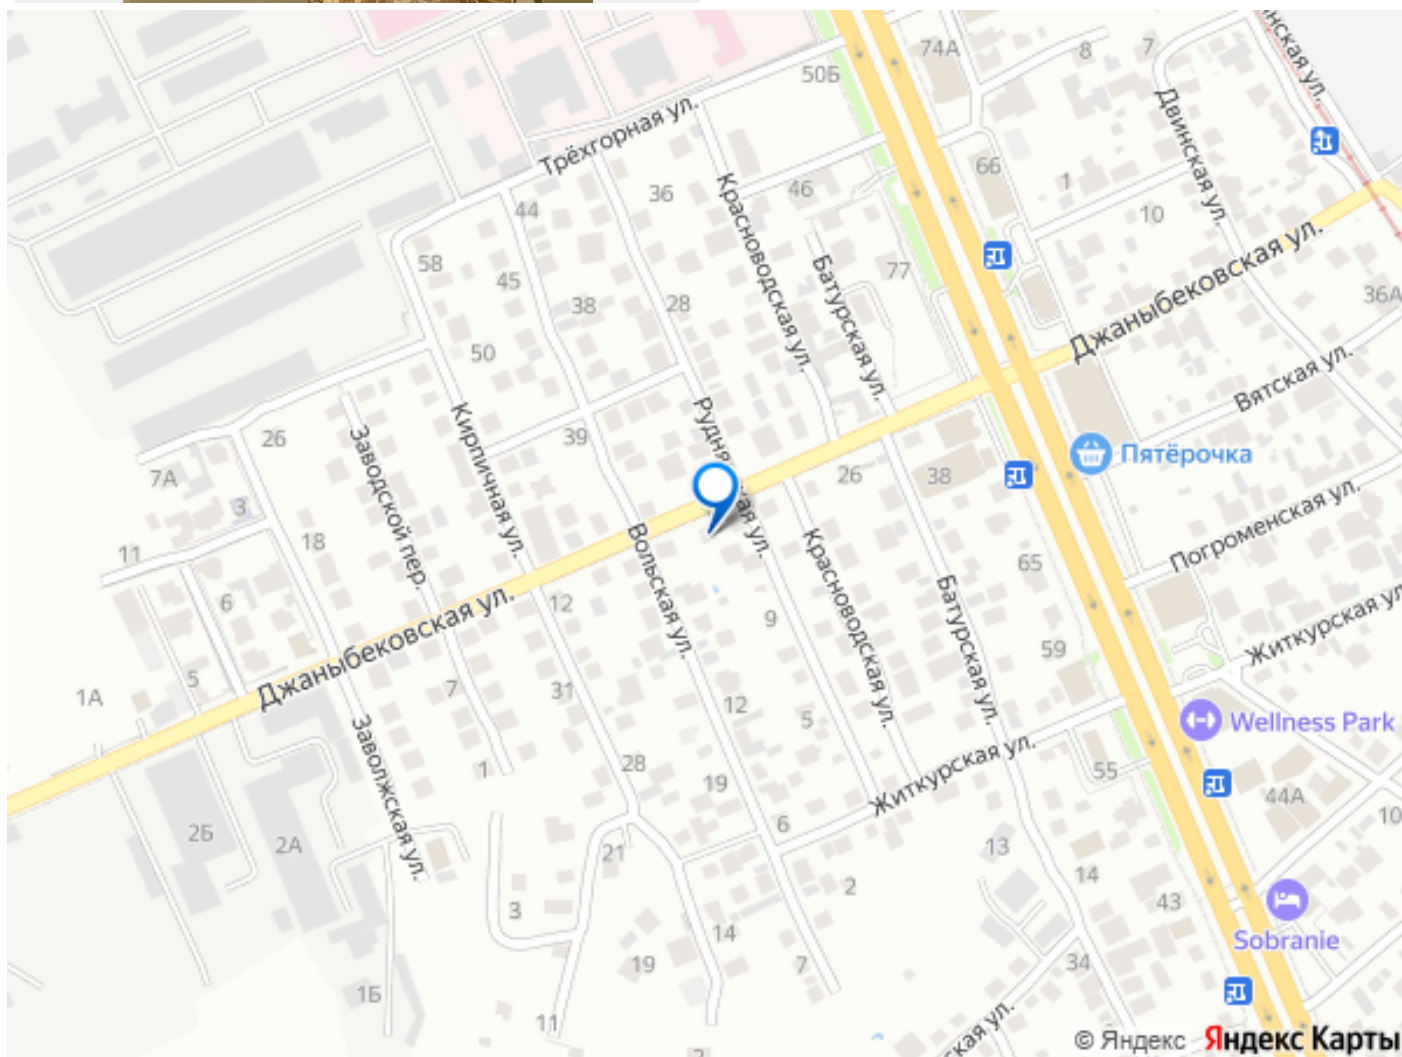 нская ул.
74А
8
7
50Б
Трёхгорная ул.
Двинская ул.
66
36
Красноводская ул.
46
1
44
10
58
45
Батурская ул.
77
Джаныбековская ул.
38
28
36А
50
Вятская ул.
Кирпичная ул.
26
Заводской пер.
39
Пятёрочка
7А
26
38
3
Погроменская ул.
11
18
Вольская ул.
Красноводская ул.
65
Батурская ул.
6
12
9
Житкурская ул.
Джаныбековская ул.
59
5
1А
7
31
12
5
Wellness Park
Заволжская ул.
1
28
19
Житкурская ул.
55
44А
10
2Б
2А
6
21
13
2
14
43
3
14
Sobranie
19
7
34
1Б
11
ская ул.
© Яндекс Яндекс Карты